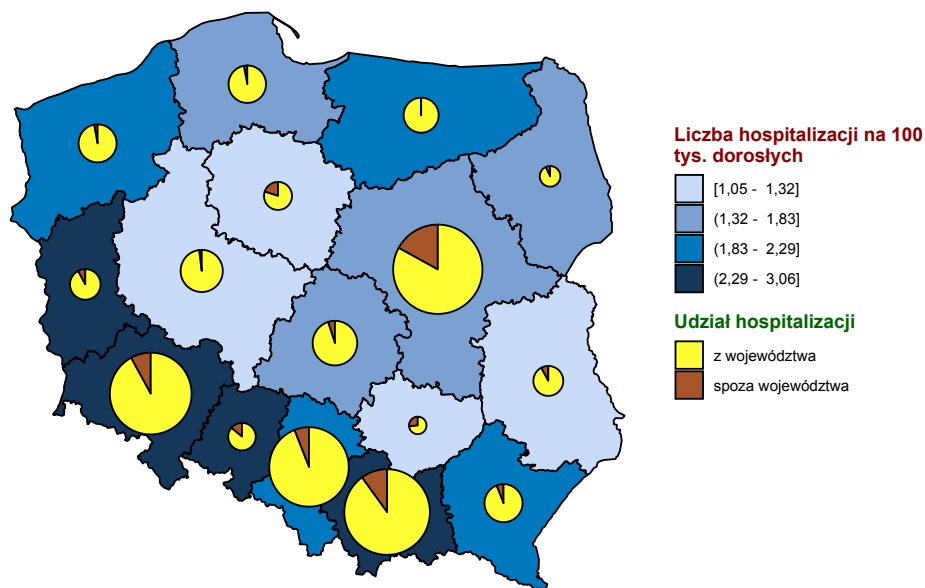 Liczba hospitalizacji na 100
tys. dorosłych
[1,05 - 1,32]
(1,32 - 1,83]
(1,83 - 2,29]
(2,29 - 3,06]
Udział hospitalizacji
z województwa
spoza województwa